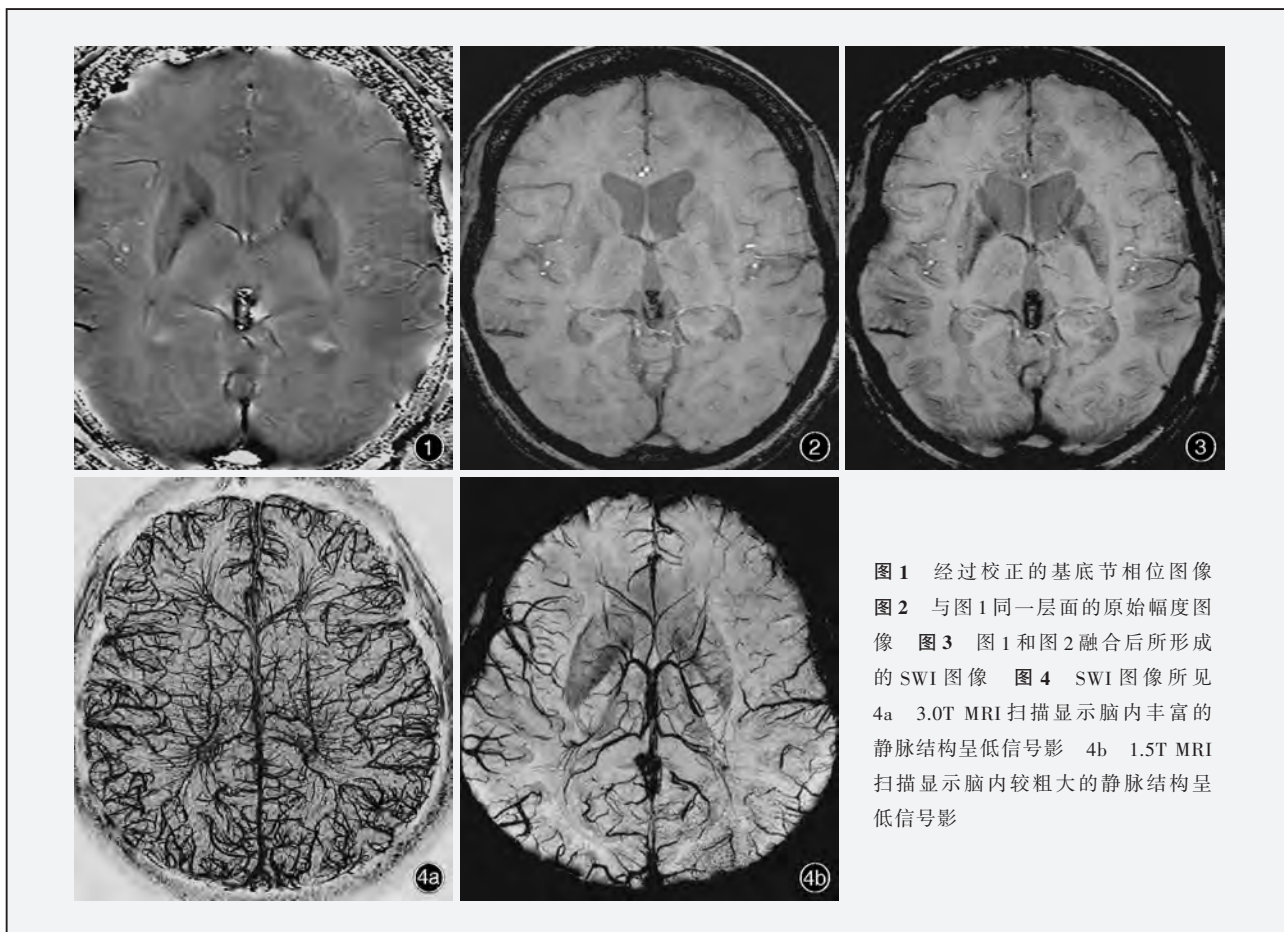 1
2
3
4a
4b
图1 经过校正的基底节相位图像
图2 与图1同一层面的原始幅度图
像 图3 图1和图2融合后所形成
的SWI图像 图4 SWI图像所见
4a 3.0T MRI扫描显示脑内丰富的
静脉结构呈低信号影 4b 1.5T MRI
扫描显示脑内较粗大的静脉结构呈
低信号影